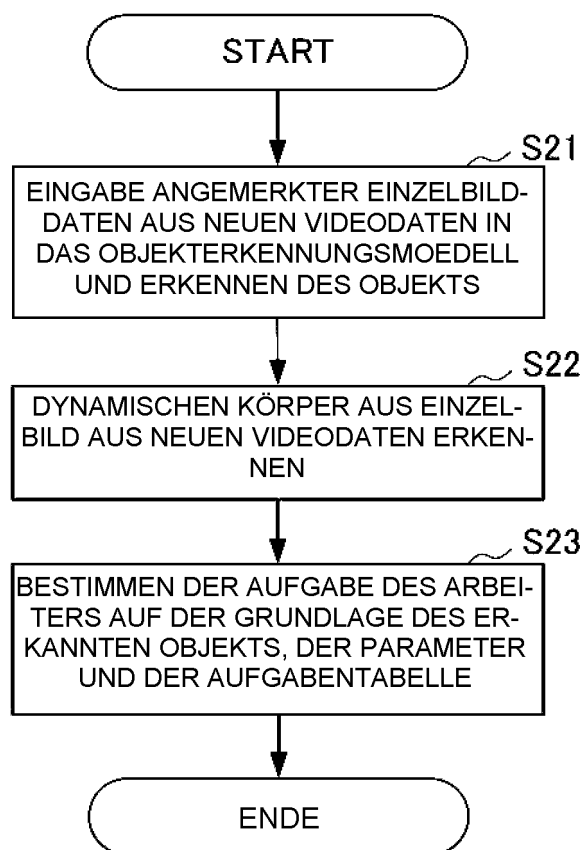 START
S21
EINGABE ANGEMERKTER EINZELBILD-
DATEN AUS NEUEN VIDEODATEN IN
DAS OBJEKTERKENNUNGSMOEDELL
UND ERKENNEN DES OBJEKTS
S22
DYNAMISCHEN KÖRPER AUS EINZEL-
BILD AUS NEUEN VIDEODATEN ERKEN-
NEN
S23
BESTIMMEN DER AUFGABE DES ARBEI-
TERS AUF DER GRUNDLAGE DES ER-
KANNTEN OBJEKTS, DER PARAMETER
UND DER AUFGABENTABELLE
ENDE